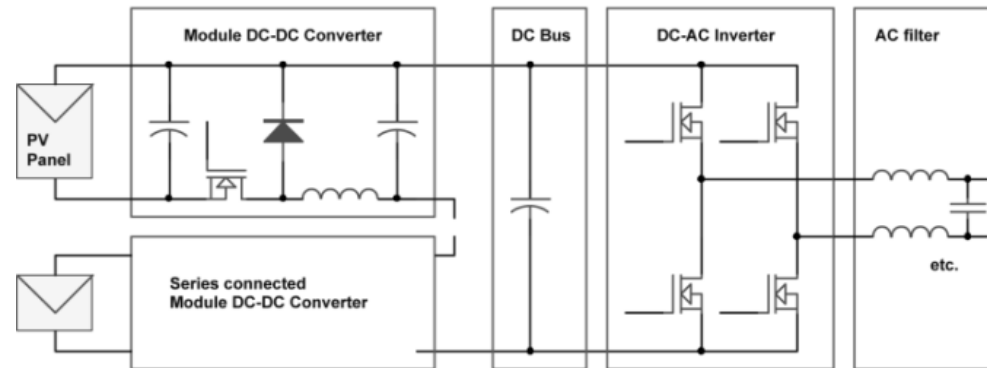 Module DC-DC Converter
DC Bus
DC-AC Inverter
AC filter
PV
Panel
Series connected
Module DC-DC Converter
etc.